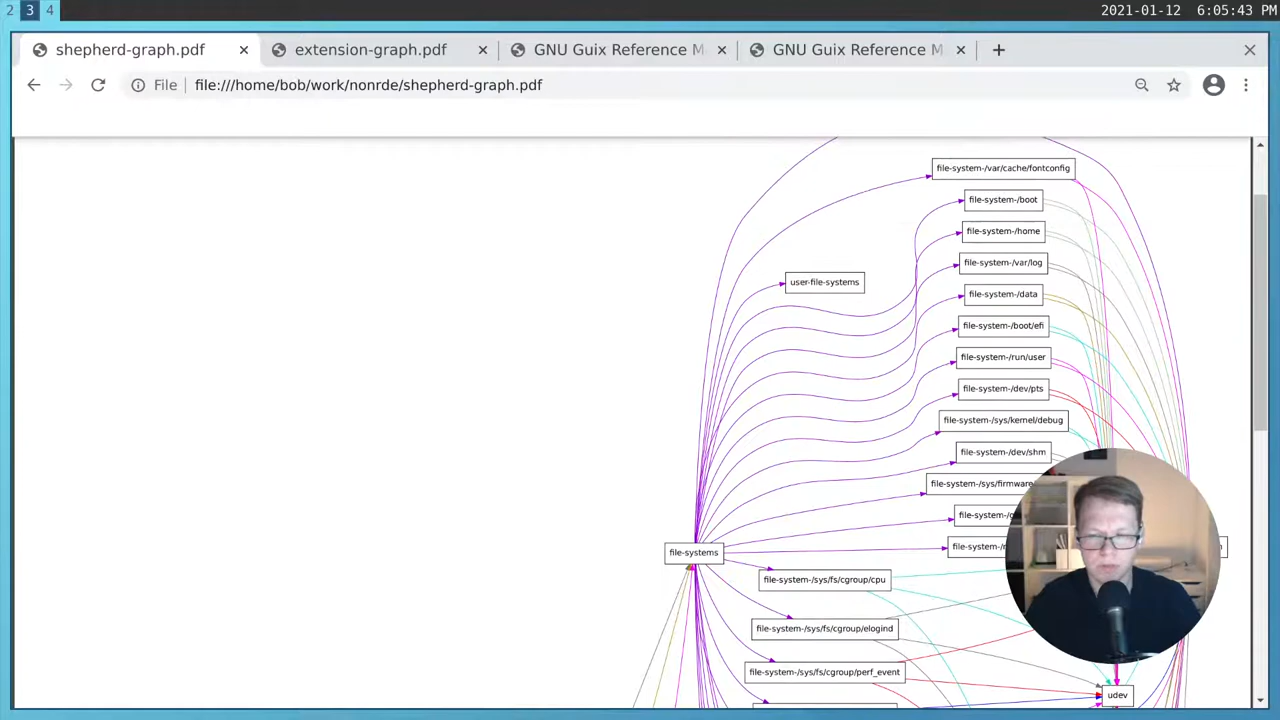 2 3 4 2021-01-12 6:05:43 PM
shepherd-graph.pdf extension-graph.pdf GNU Guix Reference M GNU Guix Reference M
File file:///home/bob/work/nonrde/shepherd-graph.pdf
file-system-/var/cache/fontconfig
file-system-/boot
file-system-/home
file-system-/var/log
user-file-systems
file-system-/data
file-system-/boot/efi
file-system-/run/user
file-system-/dev/pts
file-system-/sys/kernel/debug
file-system-/dev/shm
file-system-/sys/firmware
file-systems
file-system-/sys/fs/cgroup/cpu
file-system-/sys/fs/cgroup/elogind
file-system-/sys/fs/cgroup/perf_event
udev